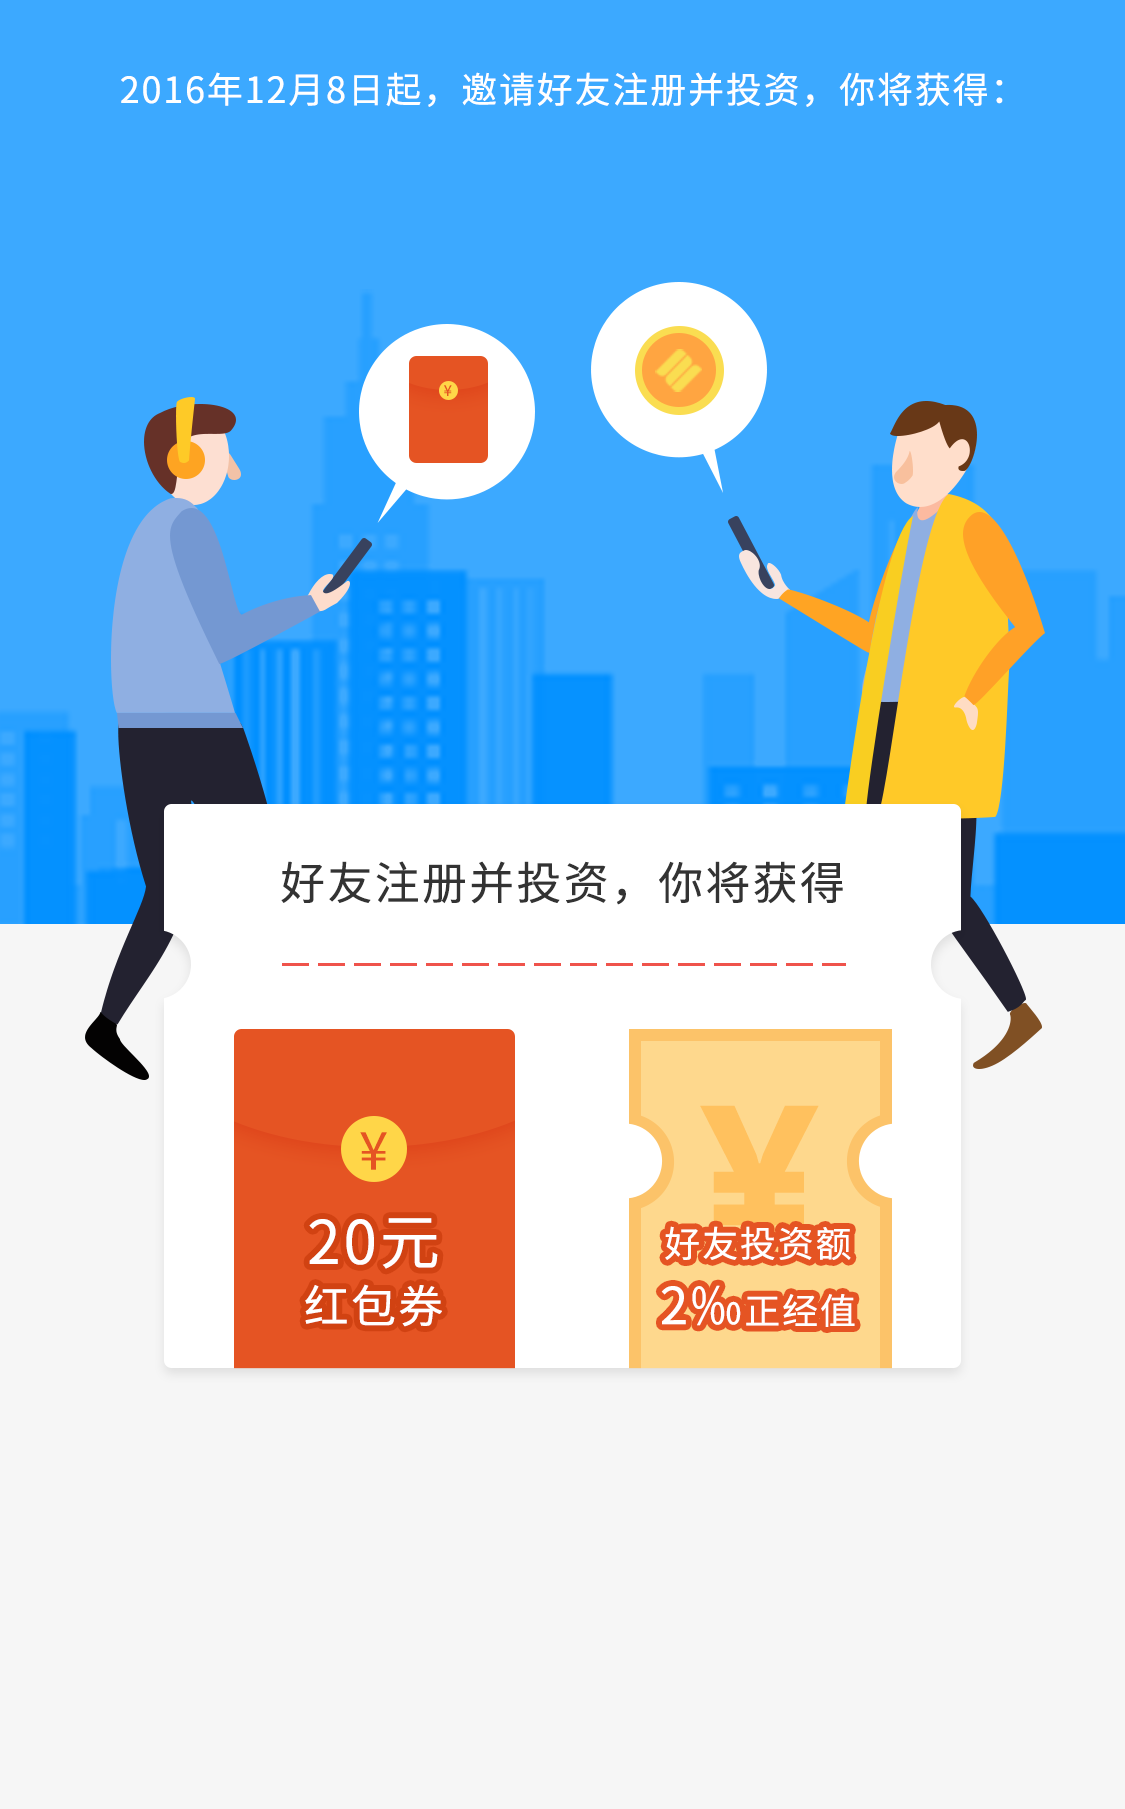 2016年12月8日起，邀请好友注册并投资，你将获得：
¥
好友注册并投资，你将获得
¥
20元
红包券
¥
好友投资额
2‰正经值